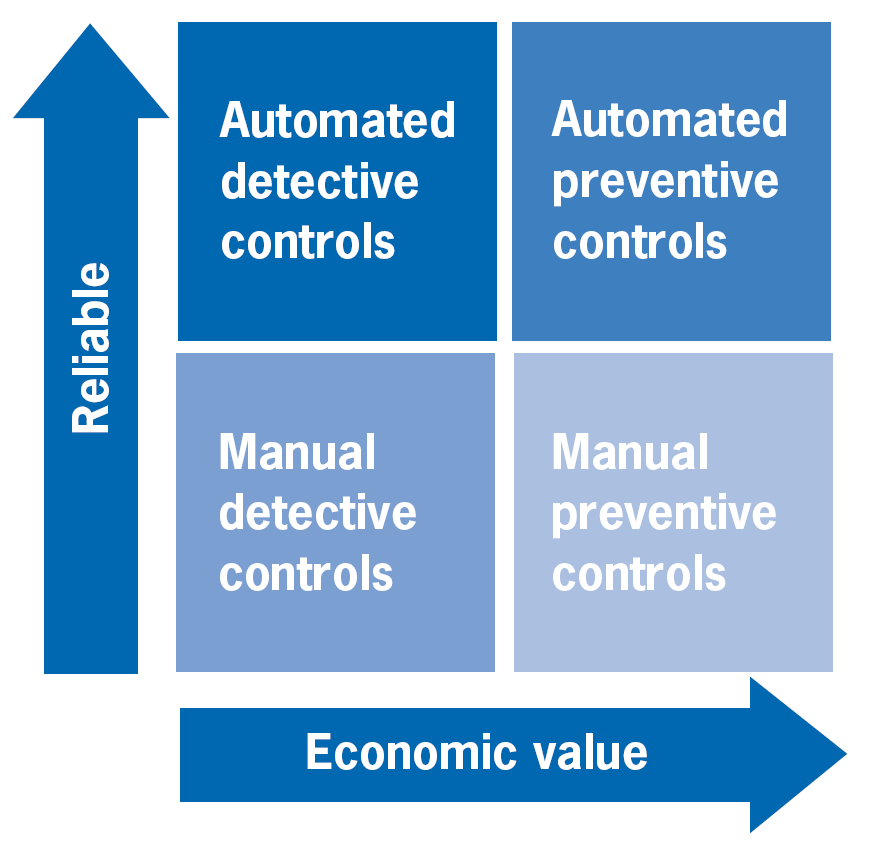 Reliable
Automated
detective
controls
Automated
preventive
controls
Manual
detective
controls
Manual
preventive
controls
Economic value